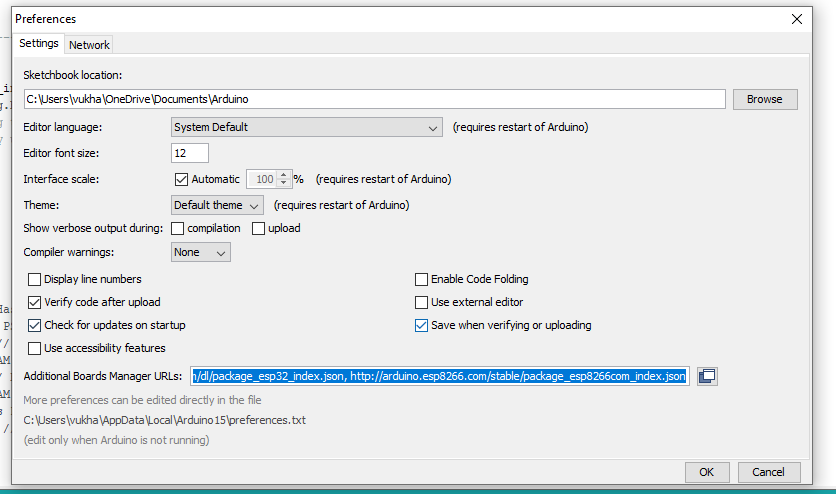 Preferences
Settings Network
Sketchbook location:
C:\Users\vukha\OneDrive\Documents\Arduino Browse
Editor language: System Default (requires restart of Arduino)
Editor font size: 12
Interface scale: Automatic 100 % (requires restart of Arduino)
Theme: Default theme (requires restart of Arduino)
Show verbose output during: compilation upload
Compiler warnings: None
Display line numbers Enable Code Folding
Verify code after upload Use external editor
Check for updates on startup Save when verifying or uploading
Use accessibility features
Additional Boards Manager URLs: /dl/package_esp32_index.json, http://arduino.esp8266.com/stable/package_esp8266com_index.json
More preferences can be edited directly in the file
C:\Users\vukha\AppData\Local\Arduino15\preferences.txt
(edit only when Arduino is not running)
OK Cancel